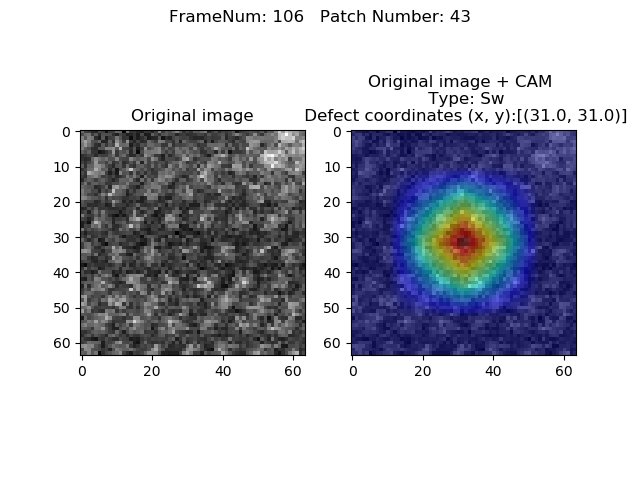 FrameNum: 106   Patch Number: 43
Original image
Original image + CAM
Type: Sw
Defect coordinates (x, y):[(31.0, 31.0)]
0
10
20
30
40
50
60
0 20 40 60
0
10
20
30
40
50
60
0 20 40 60